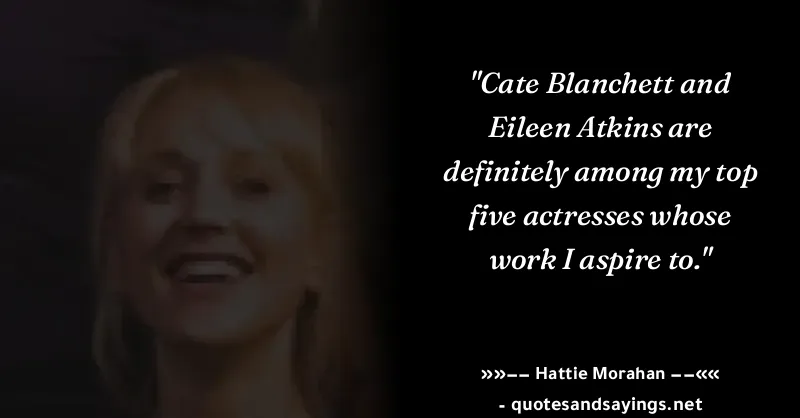 "Cate Blanchett and
Eileen Atkins are
definitely among my top
five actresses whose
work I aspire to."
»»−− Hattie Morahan −−««
- quotesandsayings.net